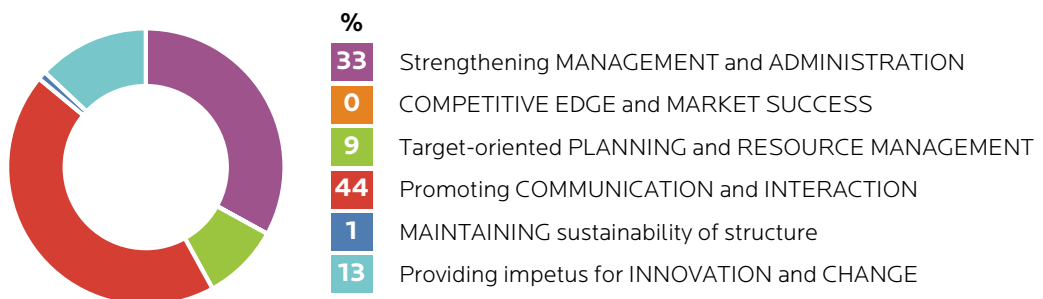 %
33 Strengthening MANAGEMENT and ADMINISTRATION
0 COMPETITIVE EDGE and MARKET SUCCESS
9 Target-oriented PLANNING and RESOURCE MANAGEMENT
44 Promoting COMMUNICATION and INTERACTION
1 MAINTAINING sustainability of structure
13 Providing impetus for INNOVATION and CHANGE